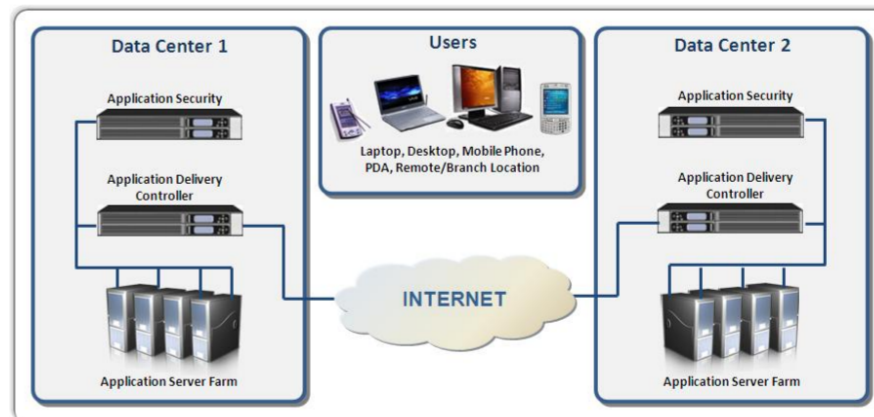 Data Center 1
Application Security
Application Delivery
Controller
Application Server Farm
Users
Laptop, Desktop, Mobile Phone,
PDA, Remote/Branch Location
INTERNET
Data Center 2
Application Security
Application Delivery
Controller
Application Server Farm